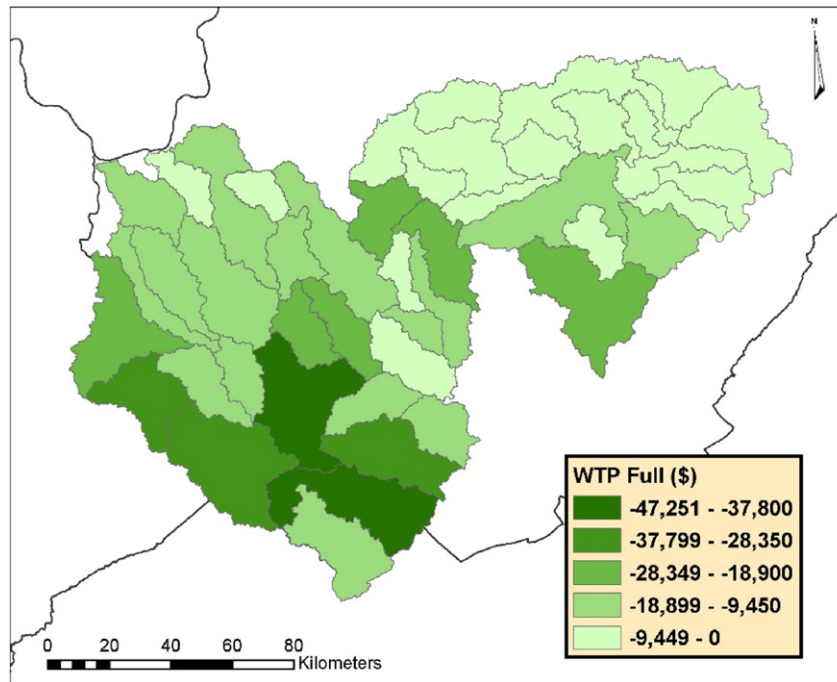 N
WTP Full ($)
-47,251 - -37,800
-37,799 - -28,350
-28,349 - -18,900
-18,899 - -9,450
-9,449 - 0
0 20 40 60 80
Kilometers